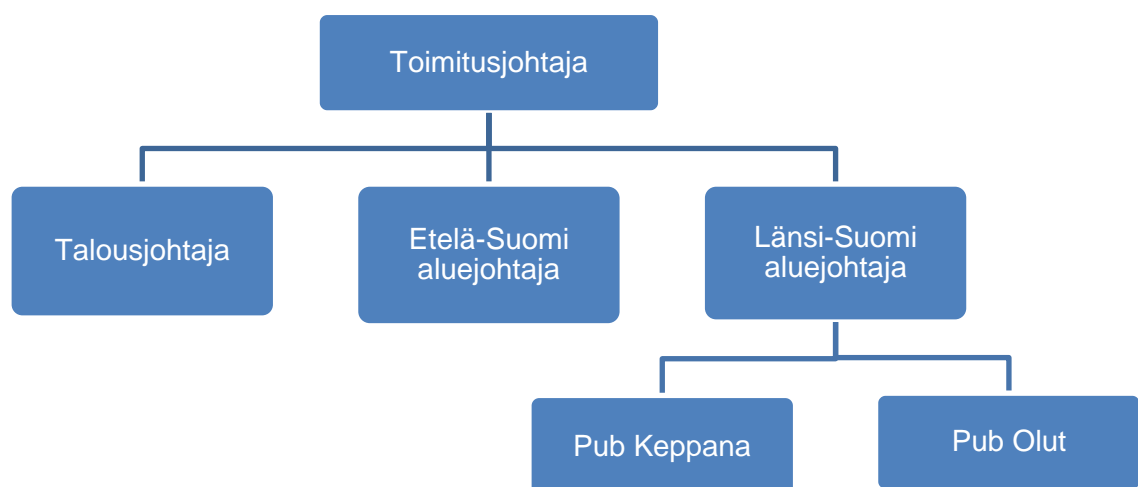 Toimitusjohtaja
Talousjohtaja
Etelä-Suomi
aluejohtaja
Länsi-Suomi
aluejohtaja
Pub Keppana
Pub Olut